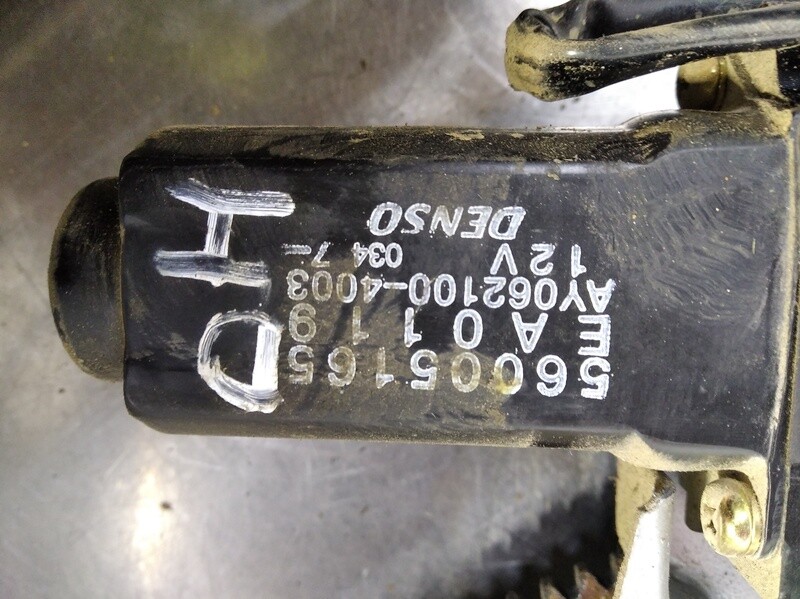 56005165
EA0119
AY062100-4003
12V 034 7
DENSO
D